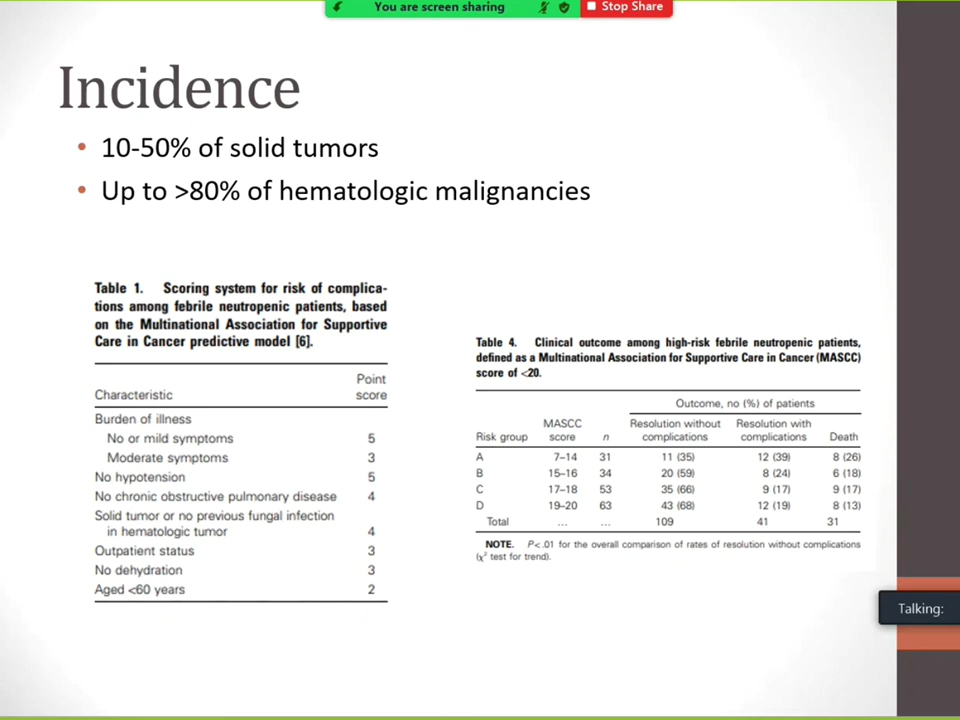 You are screen sharing
Stop Share
Incidence
• 10-50% of solid tumors
• Up to >80% of hematologic malignancies
Table 1. Scoring system for risk of complica-
tions among febrile neutropenic patients, based
on the Multinational Association for Supportive
Care in Cancer predictive model [6].
Point
Characteristic score
Burden of illness
No or mild symptoms 5
Moderate symptoms 3
No hypotension 5
No chronic obstructive pulmonary disease 4
Solid tumor or no previous fungal infection
in hematologic tumor 4
Outpatient status 3
No dehydration 3
Aged <60 years 2
Table 4. Clinical outcome among high-risk febrile neutropenic patients,
defined as a Multinational Association for Supportive Care in Cancer (MASCC)
score of <20.
Outcome, no (%) of patients
MASCC Resolution without Resolution with
Risk group score n complications complications Death
A 7–14 31 11 (35) 12 (39) 8 (26)
B 15–16 34 20 (59) 8 (24) 6 (18)
C 17–18 53 35 (66) 9 (17) 9 (17)
D 19–20 63 43 (68) 12 (19) 8 (13)
Total ... ... 109 41 31
NOTE. P<.01 for the overall comparison of rates of resolution without complications
(χ² test for trend).
Talking: